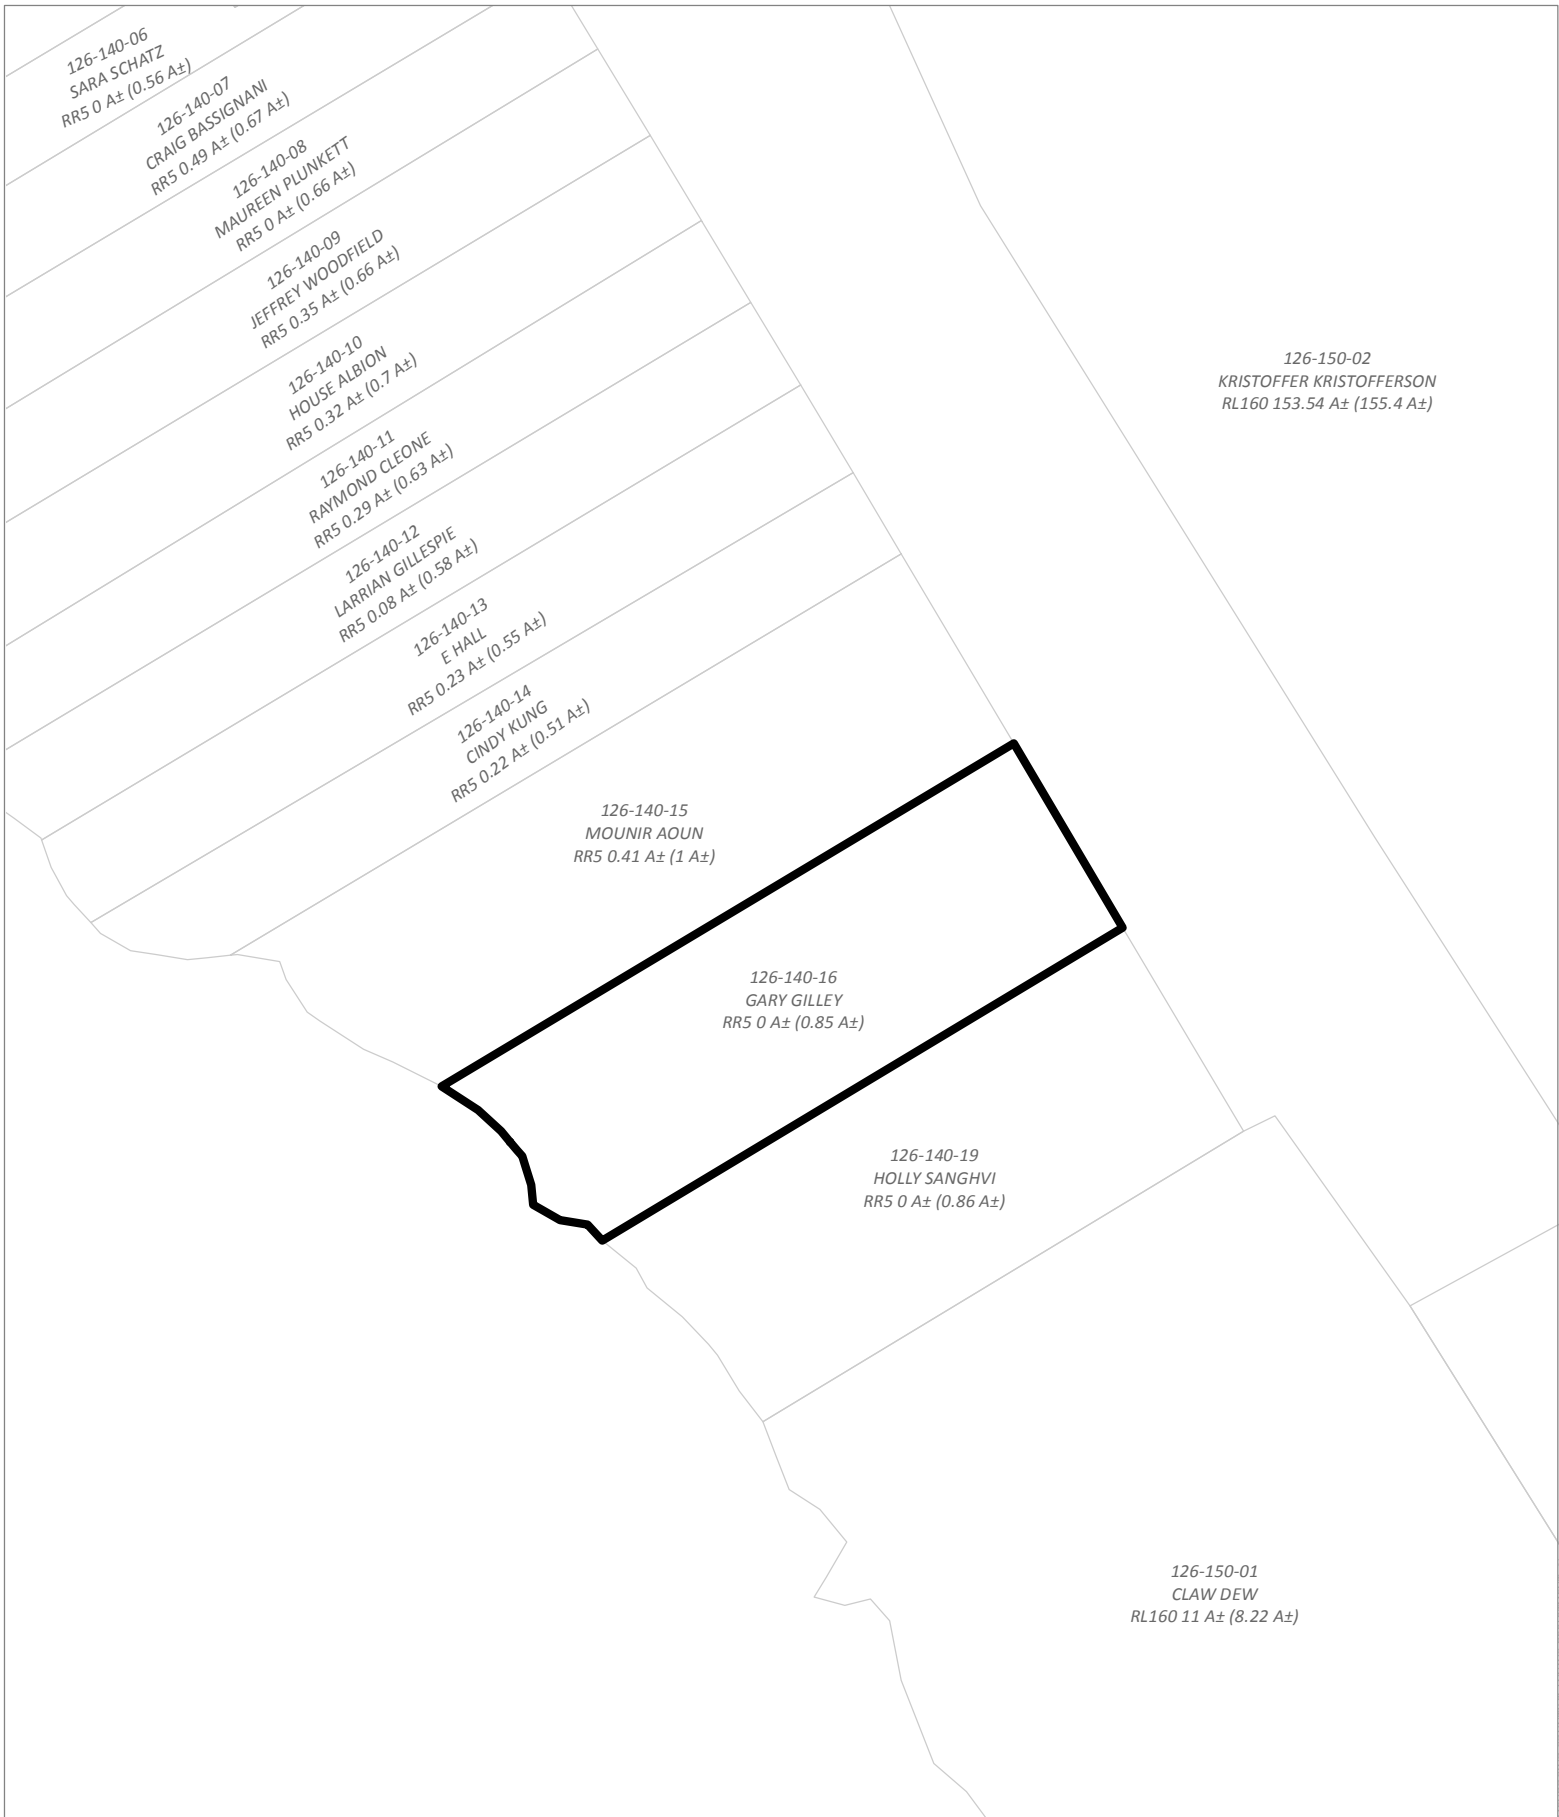 126-140-06
SARA SCHATZ
RR5 0 A± (0.56 A±)
126-140-07
CRAIG BASSIGNANI
RR5 0.49 A± (0.67 A±)
126-140-08
MAUREEN PLUNKETT
RR5 0 A± (0.66 A±)
126-140-09
JEFFREY WOODFIELD
RR5 0.35 A± (0.66 A±)
126-140-10
HOUSE ALBION
RR5 0.32 A± (0.7 A±)
126-150-02
KRISTOFFER KRISTOFFERSON
RL160 153.54 A± (155.4 A±)
126-140-11
RAYMOND CLEONE
RR5 0.29 A± (0.63 A±)
126-140-12
LARRIAN GILLESPIE
RR5 0.08 A± (0.58 A±)
126-140-13
E HALL
RR5 0.23 A± (0.55 A±)
126-140-14
CINDY KUNG
RR5 0.22 A± (0.51 A±)
126-140-15
MOUNIR AOUN
RR5 0.41 A± (1 A±)
126-140-16
GARY GILLEY
RR5 0 A± (0.85 A±)
126-140-19
HOLLY SANGHVI
RR5 0 A± (0.86 A±)
126-150-01
CLAW DEW
RL160 11 A± (8.22 A±)